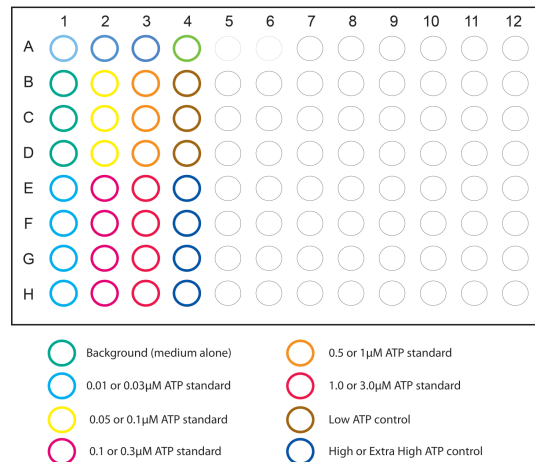 1 2 3 4 5 6 7 8 9 10 11 12
A
B
C
D
E
F
G
H
Background (medium alone) 0.5 or 1µM ATP standard
0.01 or 0.03µM ATP standard 1.0 or 3.0µM ATP standard
0.05 or 0.1µM ATP standard Low ATP control
0.1 or 0.3µM ATP standard High or Extra High ATP control